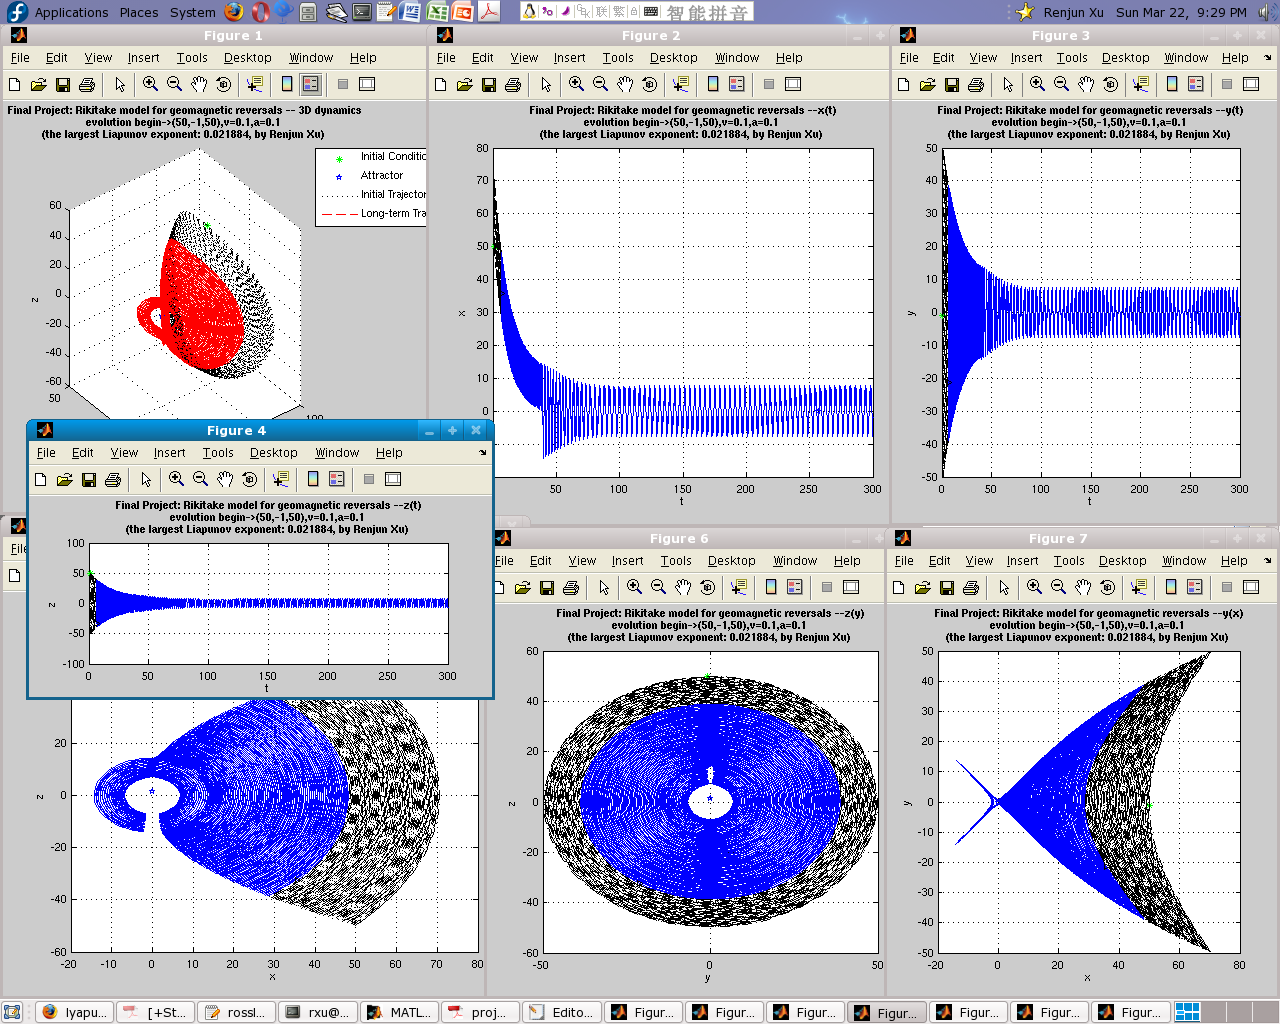 Applications Places System 智能拼音 Renjun Xu Sun Mar 22, 9:29 PM
Figure 1
File Edit View Insert Tools Desktop Window Help
Final Project: Rikitake model for geomagnetic reversals -- 3D dynamics
evolution begin->(50,-1,50),v=0.1,a=0.1
(the largest Liapunov exponent: 0.021884, by Renjun Xu)
Initial Conditio
Attractor
Initial Trajector
Long-term Tra
60
40
20
0
-20
-40
-60
50
100
z
Figure 2
File Edit View Insert Tools Desktop Window Help
Final Project: Rikitake model for geomagnetic reversals --x(t)
evolution begin->(50,-1,50),v=0.1,a=0.1
(the largest Liapunov exponent: 0.021884, by Renjun Xu)
80
70
60
50
40
30
20
10
0
x
50 100 150 200 250 300
t
Figure 3
File Edit View Insert Tools Desktop Window Help
Final Project: Rikitake model for geomagnetic reversals --y(t)
evolution begin->(50,-1,50),v=0.1,a=0.1
(the largest Liapunov exponent: 0.021884, by Renjun Xu)
50
40
30
20
10
0
-10
-20
-30
-40
-50
y
0 50 100 150 200 250 300
t
Figure 4
File Edit View Insert Tools Desktop Window Help
Final Project: Rikitake model for geomagnetic reversals --z(t)
evolution begin->(50,-1,50),v=0.1,a=0.1
(the largest Liapunov exponent: 0.021884, by Renjun Xu)
100
50
0
-50
-100
z
0 50 100 150 200 250 300
t
File
20
0
-20
-40
-60
z
-20 -10 0 10 20 30 40 50 60 70 80
x
Figure 6
File Edit View Insert Tools Desktop Window Help
Final Project: Rikitake model for geomagnetic reversals --z(y)
evolution begin->(50,-1,50),v=0.1,a=0.1
(the largest Liapunov exponent: 0.021884, by Renjun Xu)
60
40
20
0
-20
-40
-60
z
-50 0 50
y
Figure 7
File Edit View Insert Tools Desktop Window Help
Final Project: Rikitake model for geomagnetic reversals --y(x)
evolution begin->(50,-1,50),v=0.1,a=0.1
(the largest Liapunov exponent: 0.021884, by Renjun Xu)
50
40
30
20
10
0
-10
-20
-30
-40
-50
y
-20 0 20 40 60 80
x
lyapu... [+St... rossl... rxu@... MATL... proj... Edito... Figur... Figur... Figur... Figur... Figur... Figur... Figur...